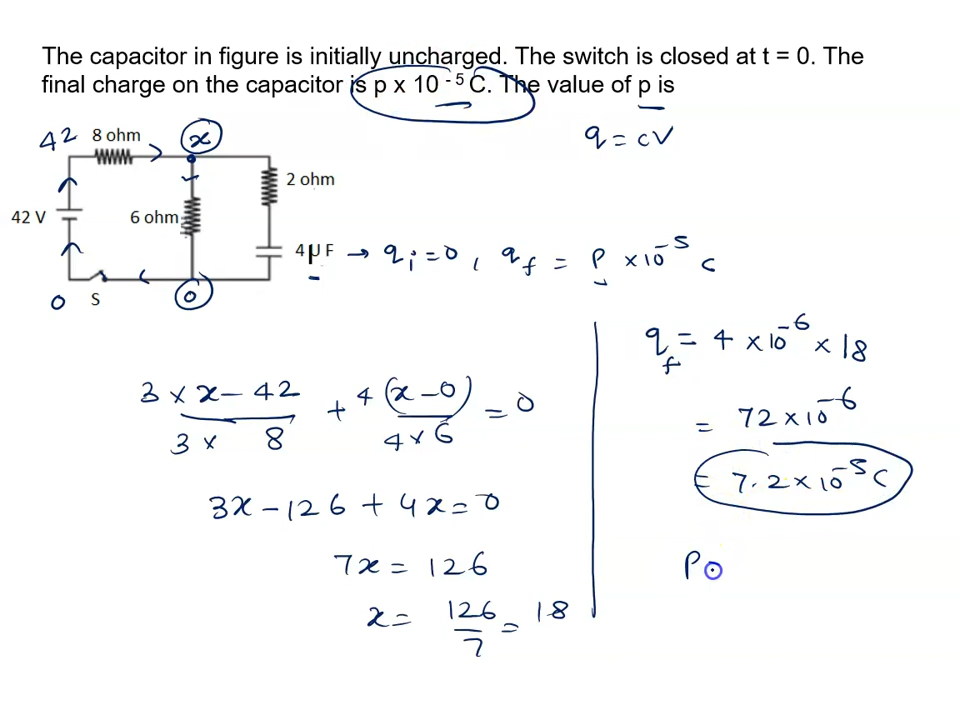 The capacitor in figure is initially uncharged. The switch is closed at t = 0. The
final charge on the capacitor is p x 10 -5 C. The value of p is
q = cV
42 8 ohm x
2 ohm
42 V 6 ohm
4μF → qi = 0, qf = P × 10^-5 C
0 S 0
qf = 4 × 10^-6 × 18
= 72 × 10^-6
= 7.2 × 10^-5 C
P
3 × x - 42 / 3 × 8 + 4 (x - 0) / 4 × 6 = 0
3x - 126 + 4x = 0
7x = 126
x = 126 / 7 = 18